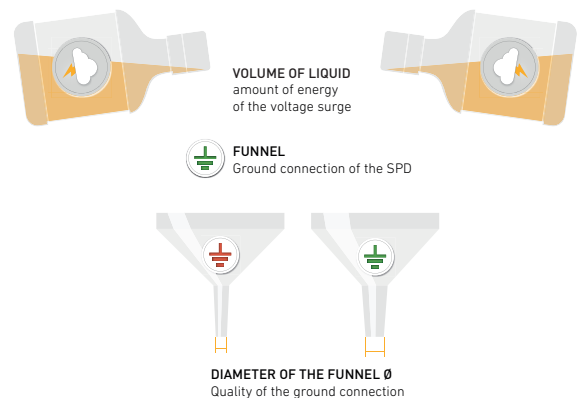 VOLUME OF LIQUID
amount of energy
of the voltage surge
FUNNEL
Ground connection of the SPD
DIAMETER OF THE FUNNEL Ø
Quality of the ground connection